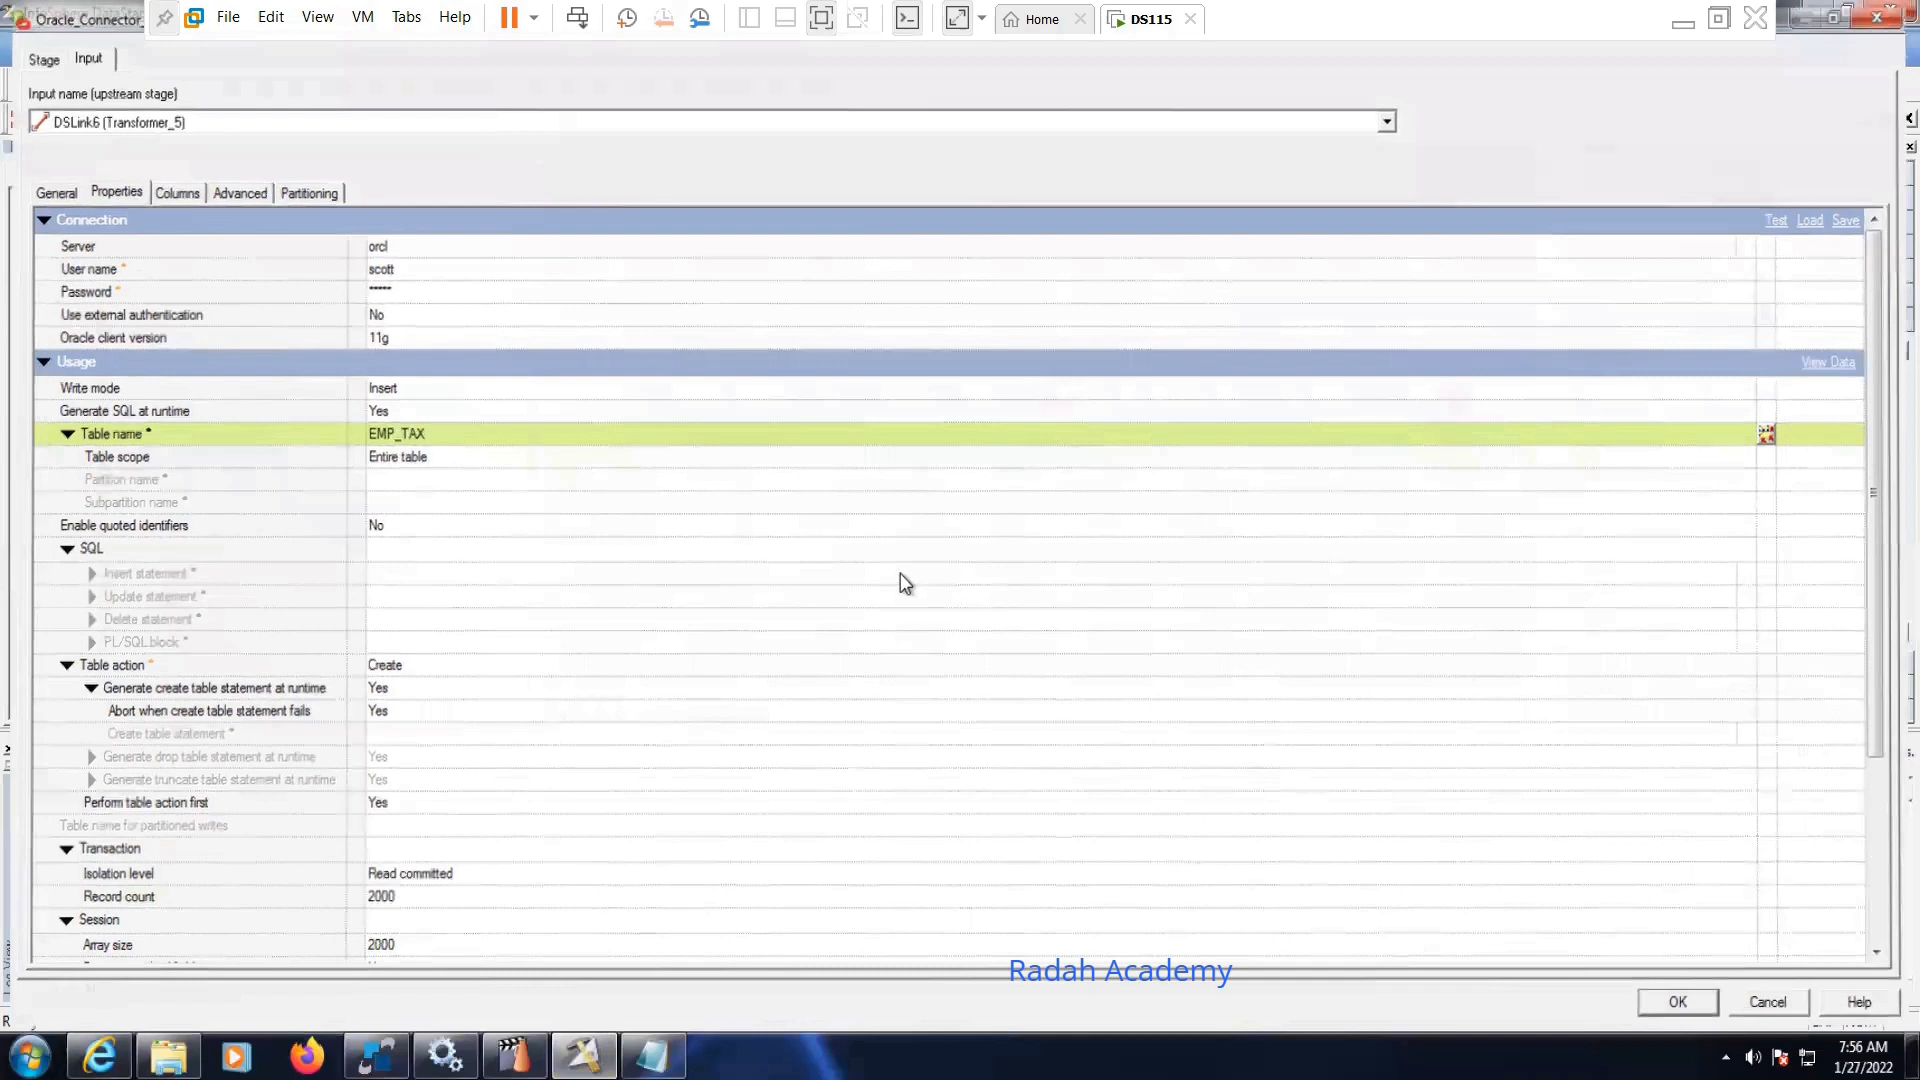 Oracle_Connector
File Edit View VM Tabs Help
Home
DS115
Stage Input
Input name (upstream stage)
DSLink6 (Transformer_5)
General Properties Columns Advanced Partitioning
Connection Test Load Save
Server orcl
User name * scott
Password * *****
Use external authentication No
Oracle client version 11g
Usage View Data
Write mode Insert
Generate SQL at runtime Yes
Table name * EMP_TAX
Table scope Entire table
Partition name *
Subpartition name *
Enable quoted identifiers No
SQL
Insert statement *
Update statement *
Delete statement *
PL/SQL block *
Table action * Create
Generate create table statement at runtime Yes
Abort when create table statement fails Yes
Create table statement *
Generate drop table statement at runtime Yes
Generate truncate table statement at runtime Yes
Perform table action first Yes
Table name for partitioned writes
Transaction
Isolation level Read committed
Record count 2000
Session
Array size 2000
Radah Academy
OK Cancel Help
7:56 AM
1/27/2022